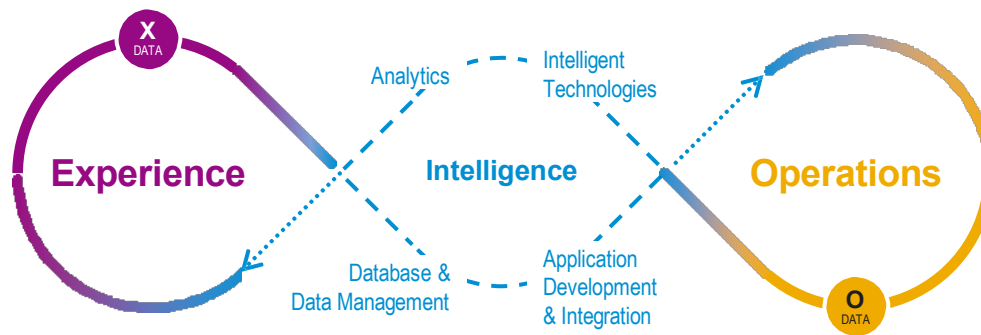 X
DATA
Experience
Analytics
Intelligent
Technologies
Intelligence
Database &
Data Management
Application
Development
& Integration
Operations
O
DATA